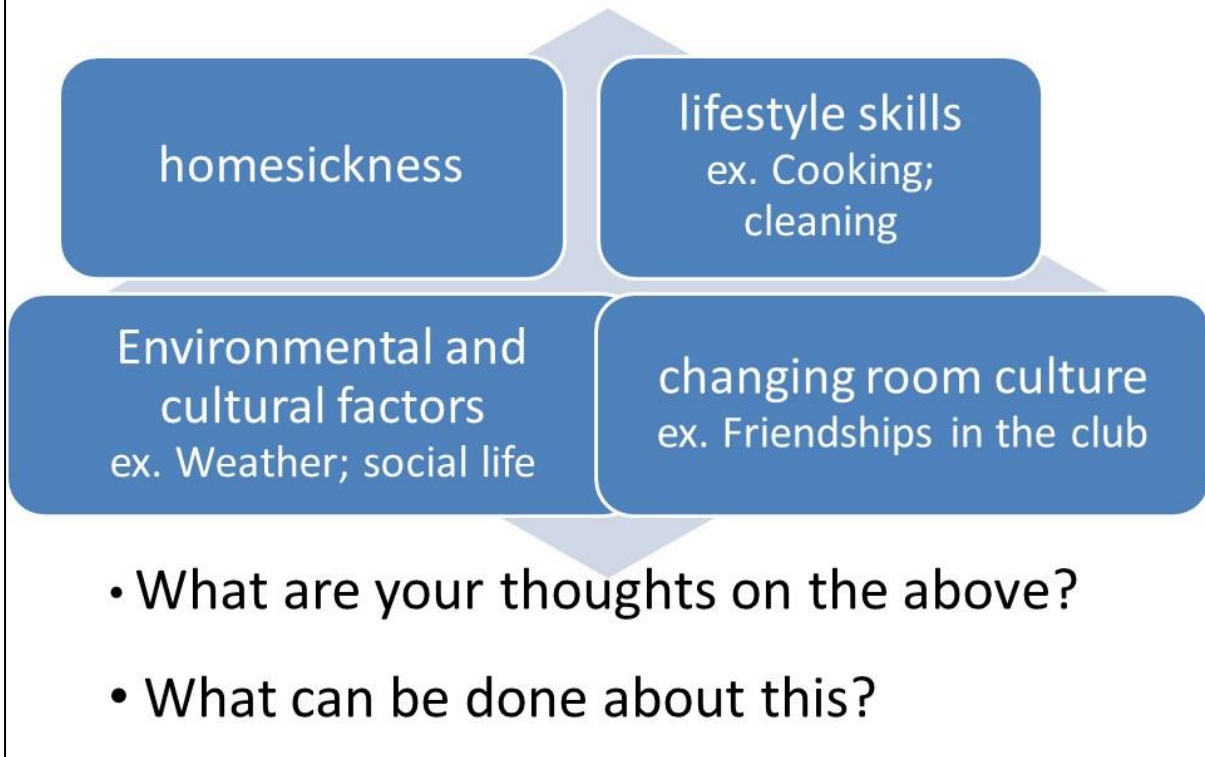 homesickness
lifestyle skills
ex. Cooking;
cleaning
Environmental and
cultural factors
ex. Weather; social life
changing room culture
ex. Friendships in the club
• What are your thoughts on the above?
• What can be done about this?